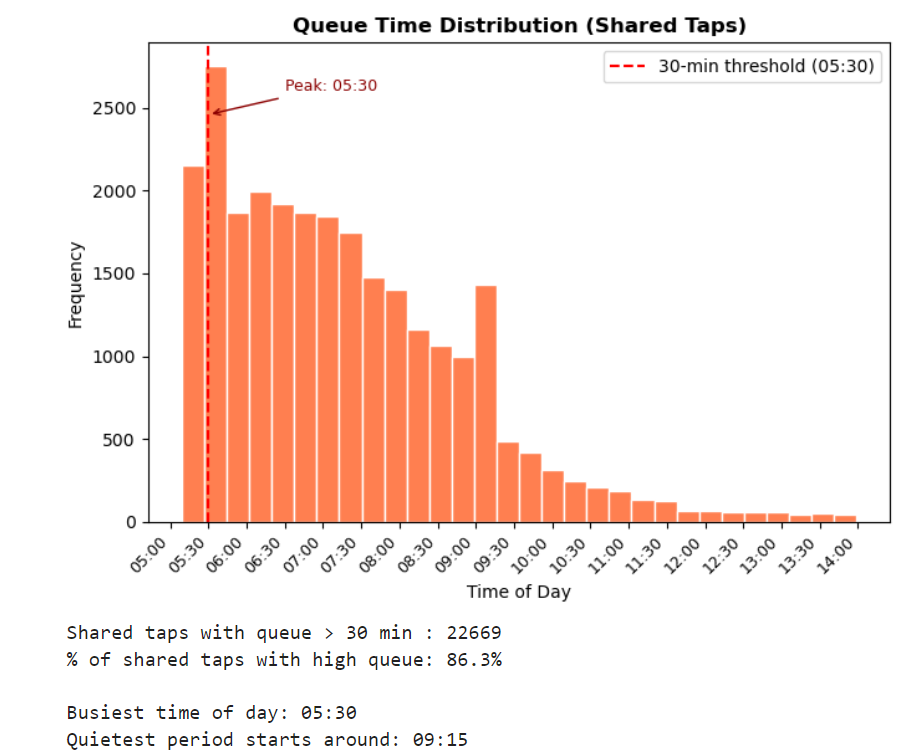 Queue Time Distribution (Shared Taps)
30-min threshold (05:30)
Peak: 05:30
2500
2000
1500
1000
500
0
Frequency
05:00
05:30
06:00
06:30
07:00
07:30
08:00
08:30
09:00
09:30
10:00
10:30
11:00
11:30
12:00
12:30
13:00
13:30
14:00
Time of Day
Shared taps with queue > 30 min : 22669
% of shared taps with high queue: 86.3%
Busiest time of day: 05:30
Quietest period starts around: 09:15